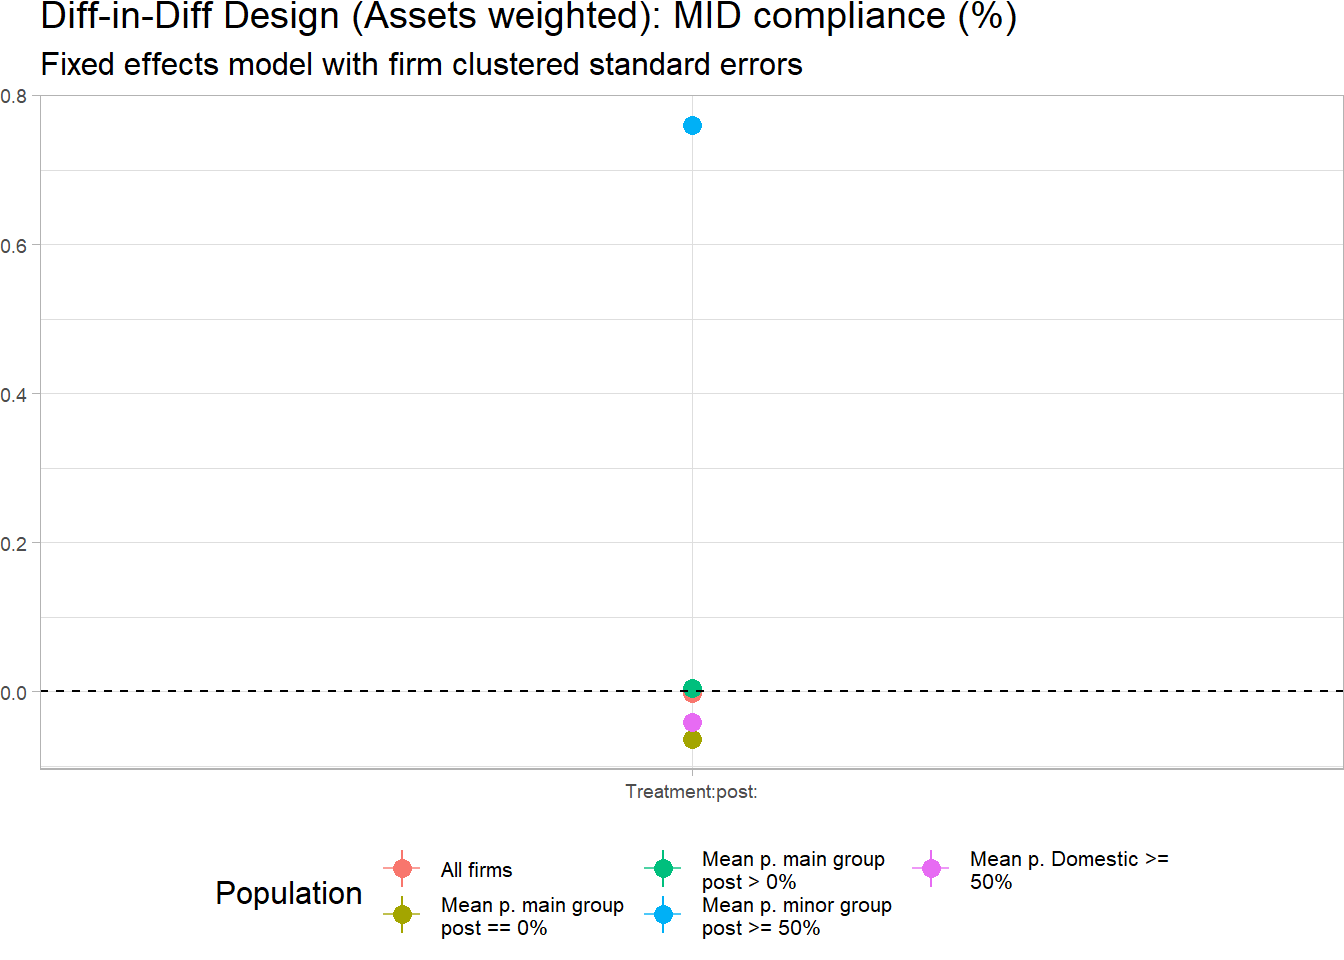 Diff-in-Diff Design (Assets weighted): MID compliance (%)
Fixed effects model with firm clustered standard errors
0.8
0.6
0.4
0.2
0.0
Treatment:post:
Population
All firms
Mean p. main group
post == 0%
Mean p. main group
post > 0%
Mean p. minor group
post >= 50%
Mean p. Domestic >=
50%